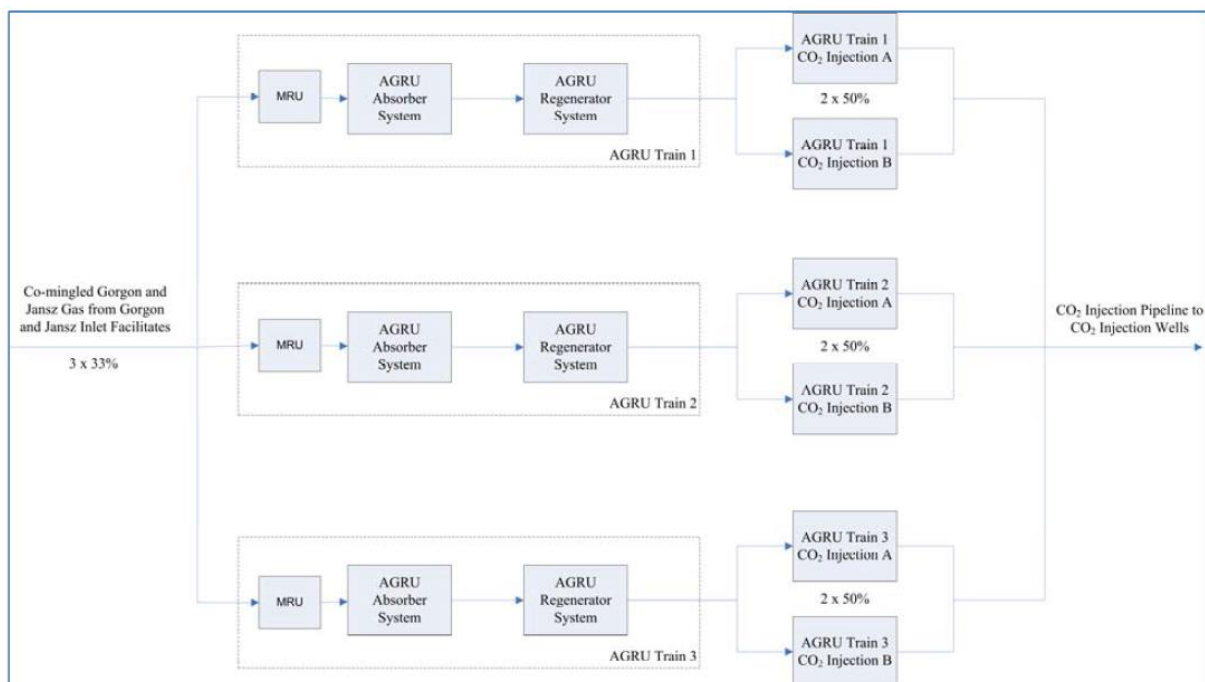 Co-mingled Gorgon and
Jansz Gas from Gorgon
and Jansz Inlet Facilitates
3 x 33%
MRU
AGRU
Absorber
System
AGRU
Regenerator
System
AGRU Train 1
AGRU Train 1
CO₂ Injection A
2 x 50%
AGRU Train 1
CO₂ Injection B
MRU
AGRU
Absorber
System
AGRU
Regenerator
System
AGRU Train 2
AGRU Train 2
CO₂ Injection A
2 x 50%
AGRU Train 2
CO₂ Injection B
MRU
AGRU
Absorber
System
AGRU
Regenerator
System
AGRU Train 3
AGRU Train 3
CO₂ Injection A
2 x 50%
AGRU Train 3
CO₂ Injection B
CO₂ Injection Pipeline to
CO₂ Injection Wells